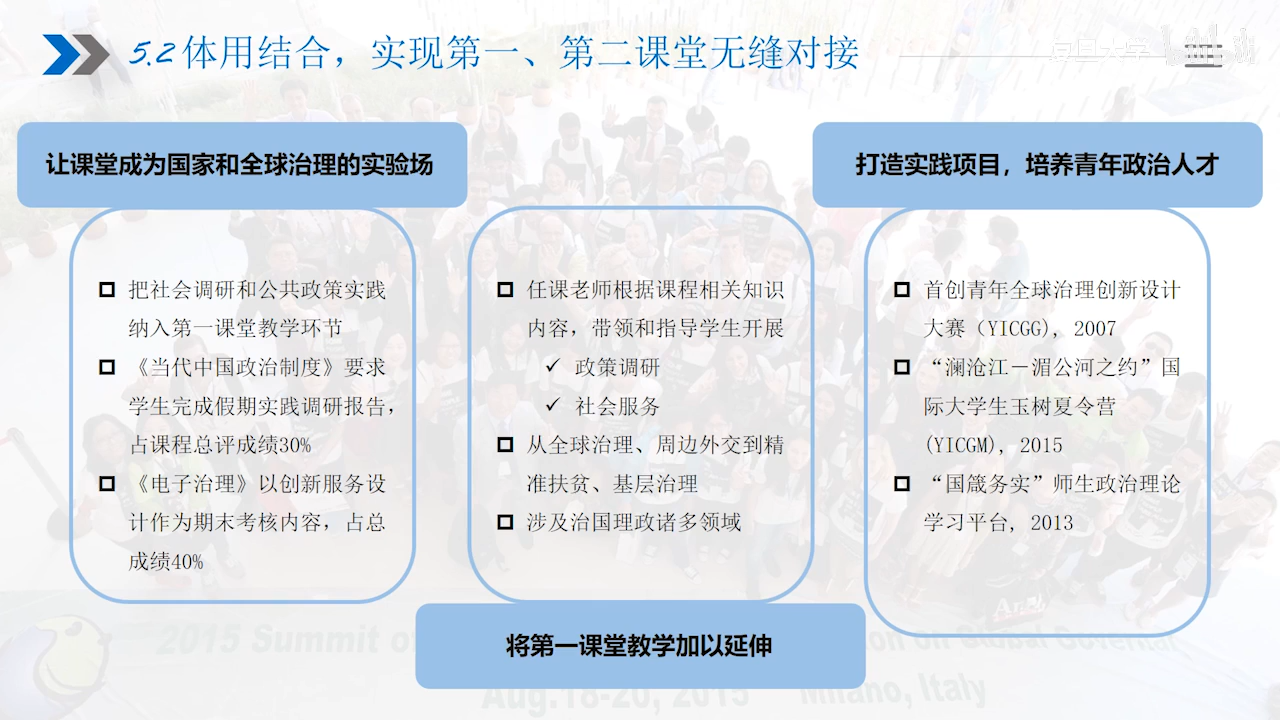 5.2 体用结合，实现第一、第二课堂无缝对接
复旦大学
让课堂成为国家和全球治理的实验场
把社会调研和公共政策实践
纳入第一课堂教学环节
《当代中国政治制度》要求
学生完成假期实践调研报告，
占课程总评成绩30%
《电子治理》以创新服务设
计作为期末考核内容，占总
成绩40%
任课老师根据课程相关知识
内容，带领和指导学生开展
政策调研
社会服务
从全球治理、周边外交到精
准扶贫、基层治理
涉及治国理政诸多领域
将第一课堂教学加以延伸
打造实践项目，培养青年政治人才
首创青年全球治理创新设计
大赛（YICGG), 2007
“澜沧江－湄公河之约”国
际大学生玉树夏令营
(YICGM), 2015
“国箴务实”师生政治理论
学习平台, 2013
2015 Summit of
on Global Governan
Aug.18-20, 2015 Milano, Italy